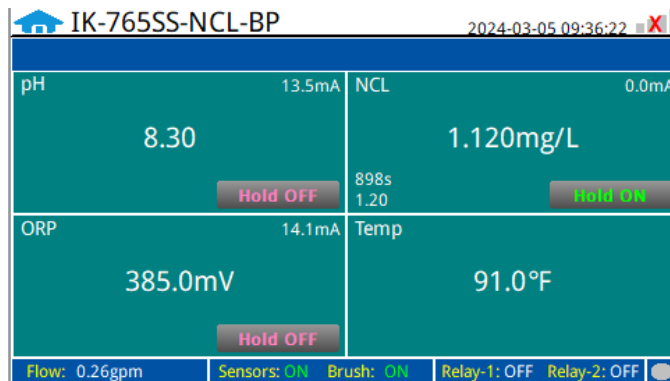 IK-765SS-NCL-BP
2024-03-05 09:36:22 X
pH 13.5mA
8.30
Hold OFF
NCL 0.0mA
1.120mg/L
898s
1.20
Hold ON
ORP 14.1mA
385.0mV
Hold OFF
Temp
91.0°F
Flow: 0.26gpm Sensors: ON Brush: ON Relay-1: OFF Relay-2: OFF